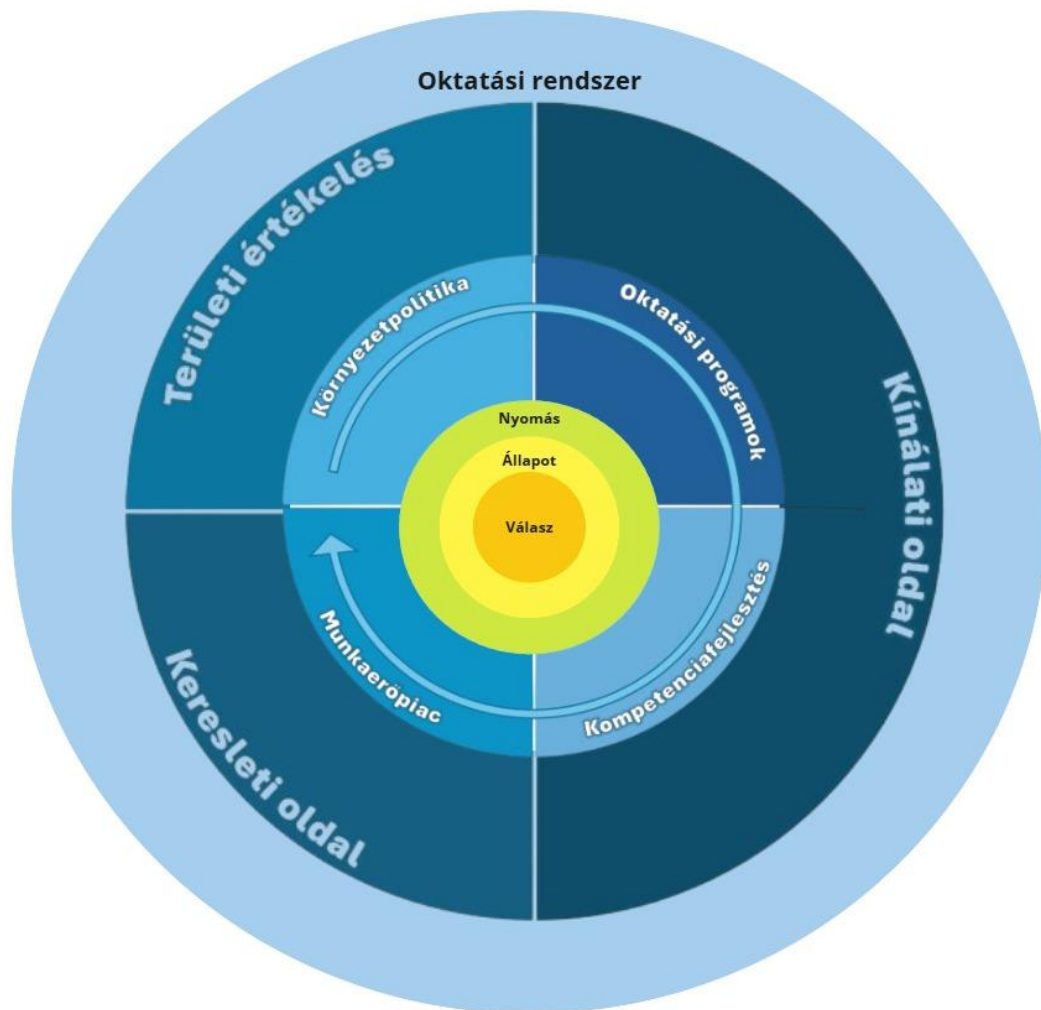 Oktatási rendszer
Területi értékelés
Kínálati oldal
Keresleti oldal
Környezetpolitika
Oktatási programok
Kompetenciafejlesztés
Munkaerőpiac
Nyomás
Állapot
Válasz